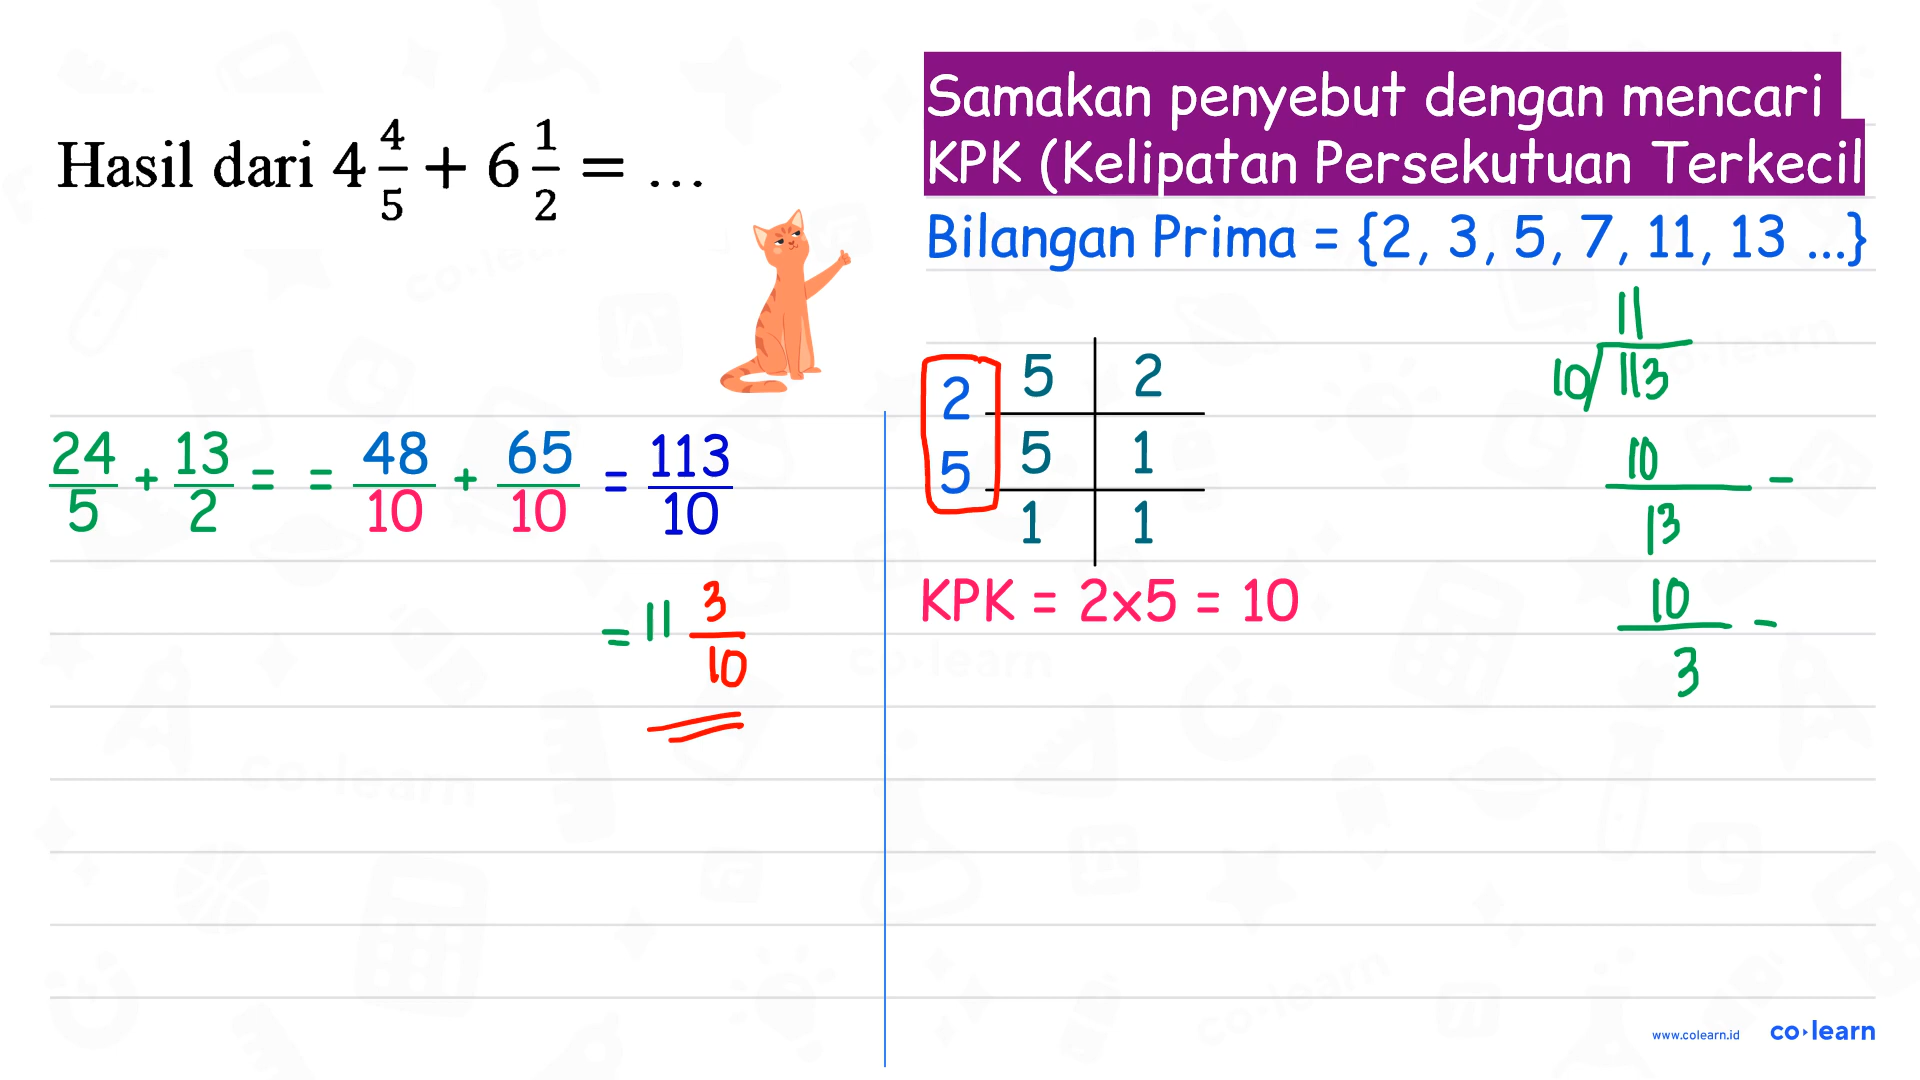 Hasil dari 4 4/5 + 6 1/2 = ...
24/5 + 13/2 = = 48/10 + 65/10 = 113/10
= 11 3/10
Samakan penyebut dengan mencari
KPK (Kelipatan Persekutuan Terkecil
Bilangan Prima = {2, 3, 5, 7, 11, 13 ...}
2 5 2
5 5 1
1 1
KPK = 2x5 = 10
11
10 113
10 -
13
10 -
3
www.colearn.id co·learn